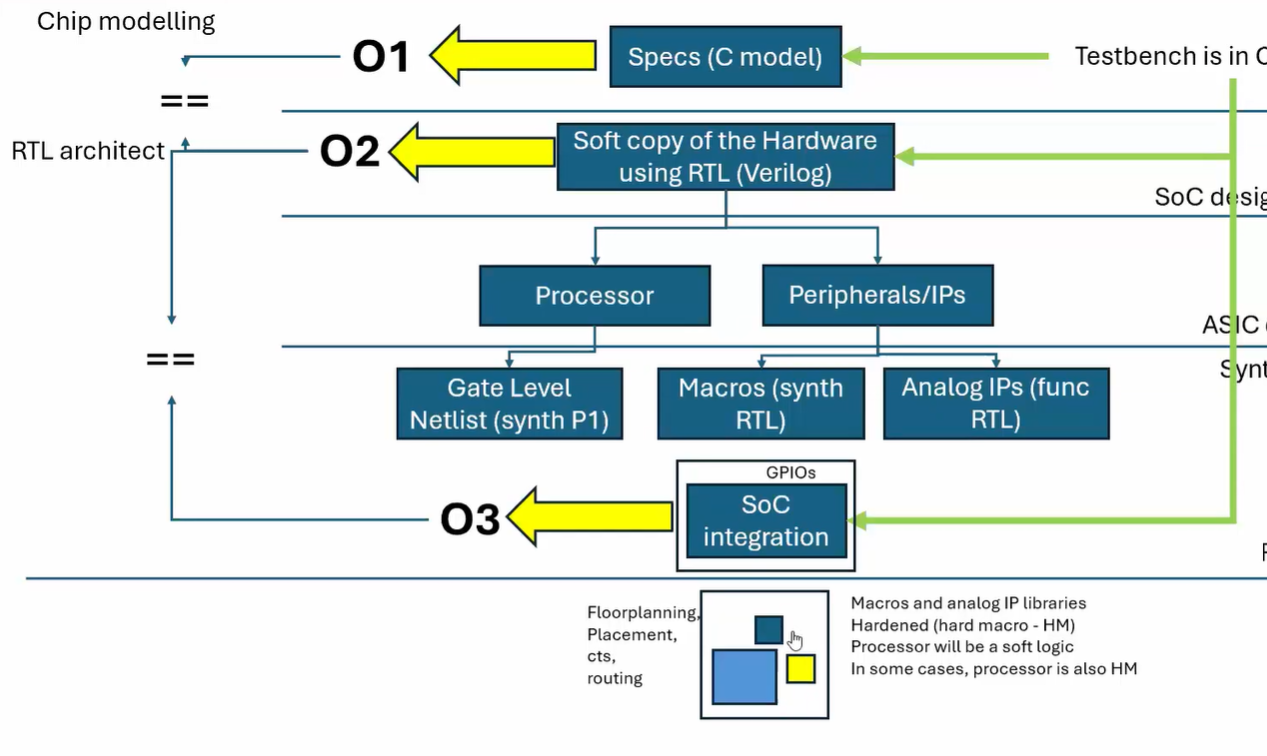 Chip modelling
O1
Specs (C model)
Testbench is in C
==
RTL architect
O2
Soft copy of the Hardware
using RTL (Verilog)
SoC desig
Processor
Peripherals/IPs
ASIC
==
Synt
Gate Level
Netlist (synth P1)
Macros (synth
RTL)
Analog IPs (func
RTL)
GPIOs
O3
SoC
integration
Floorplanning,
Placement,
cts,
routing
Macros and analog IP libraries
Hardened (hard macro - HM)
Processor will be a soft logic
In some cases, processor is also HM